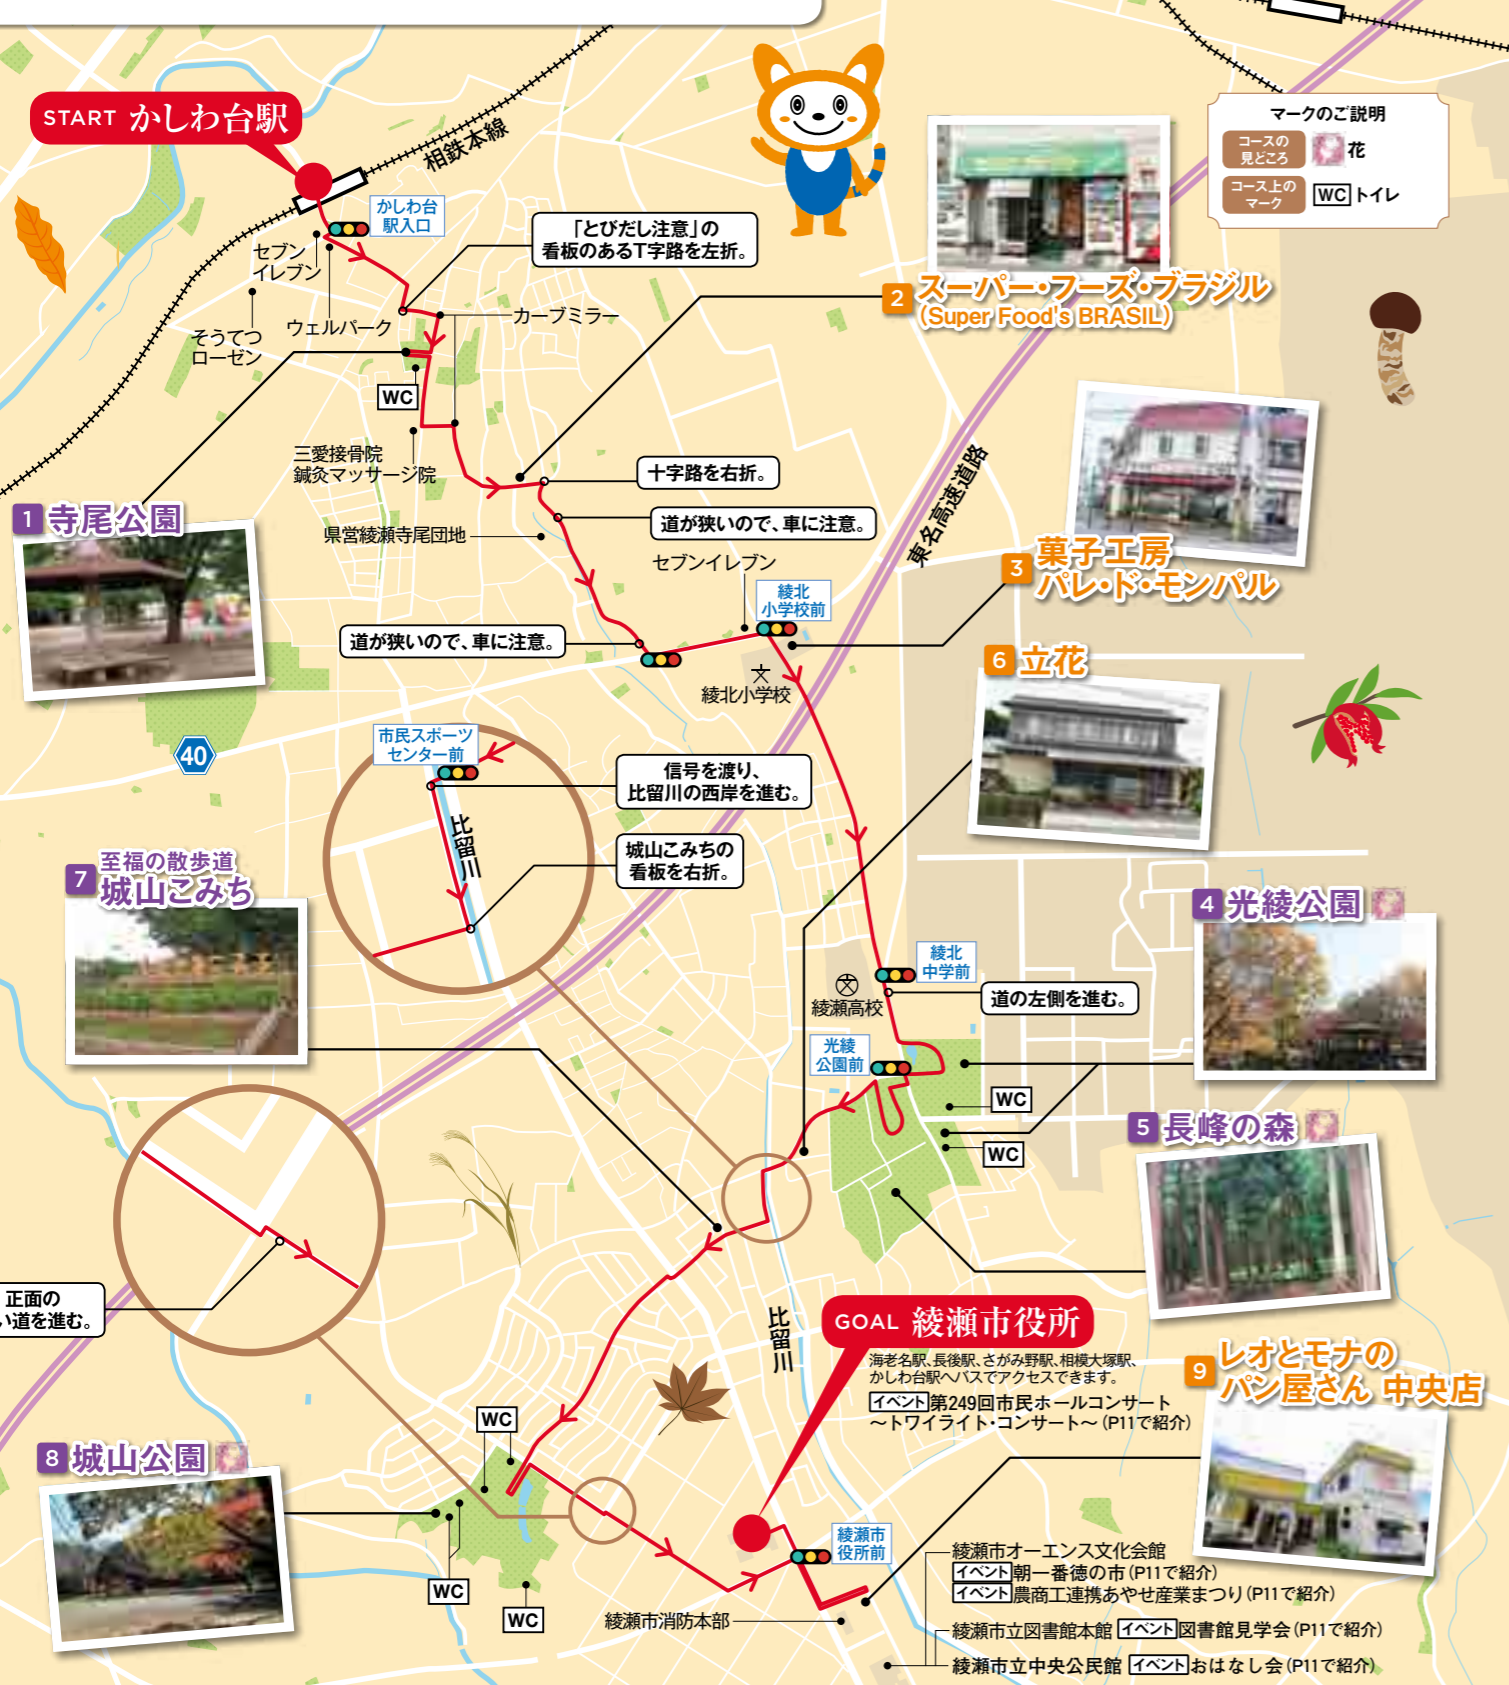 START かしわ台駅
相鉄本線
かしわ台
駅入口
セブン
イレブン
そうてつ
ローゼン
ウェルパーク
「とびだし注意」の
看板のあるT字路を左折。
カーブミラー
マークのご説明
コースの
見どころ
花
コース上の
マーク
WC トイレ
2 スーパー・フーズ・ブラジル
(Super Food's BRASIL)
WC
三愛接骨院
鍼灸マッサージ院
十字路を右折。
1 寺尾公園
道が狭いので、車に注意。
県営綾瀬寺尾団地
東名高速道路
セブンイレブン
3 菓子工房
パレ・ド・モンパル
綾北
小学校前
道が狭いので、車に注意。
綾北小学校
6 立花
40
市民スポーツ
センター前
信号を渡り、
比留川の西岸を進む。
比留川
城山こみちの
看板を右折。
7 至福の散歩道
城山こみち
4 光綾公園
綾北
中学前
綾瀬高校
道の左側を進む。
光綾
公園前
WC
WC
5 長峰の森
正面の
い道を進む。
比留川
GOAL 綾瀬市役所
海老名駅、長後駅、さがみ野駅、相模大塚駅、
かしわ台駅へバスでアクセスできます。
イベント 第249回市民ホールコンサート
～トワイライト・コンサート～(P11で紹介)
9 レオとモナの
パン屋さん 中央店
WC
8 城山公園
綾瀬市
役所前
WC
WC
綾瀬市消防本部
綾瀬市オーエンス文化会館
イベント 朝一番徳の市(P11で紹介)
イベント 農商工連携あやせ産業まつり(P11で紹介)
綾瀬市立図書館本館 イベント 図書館見学会(P11で紹介)
綾瀬市立中央公民館 イベント おはなし会(P11で紹介)